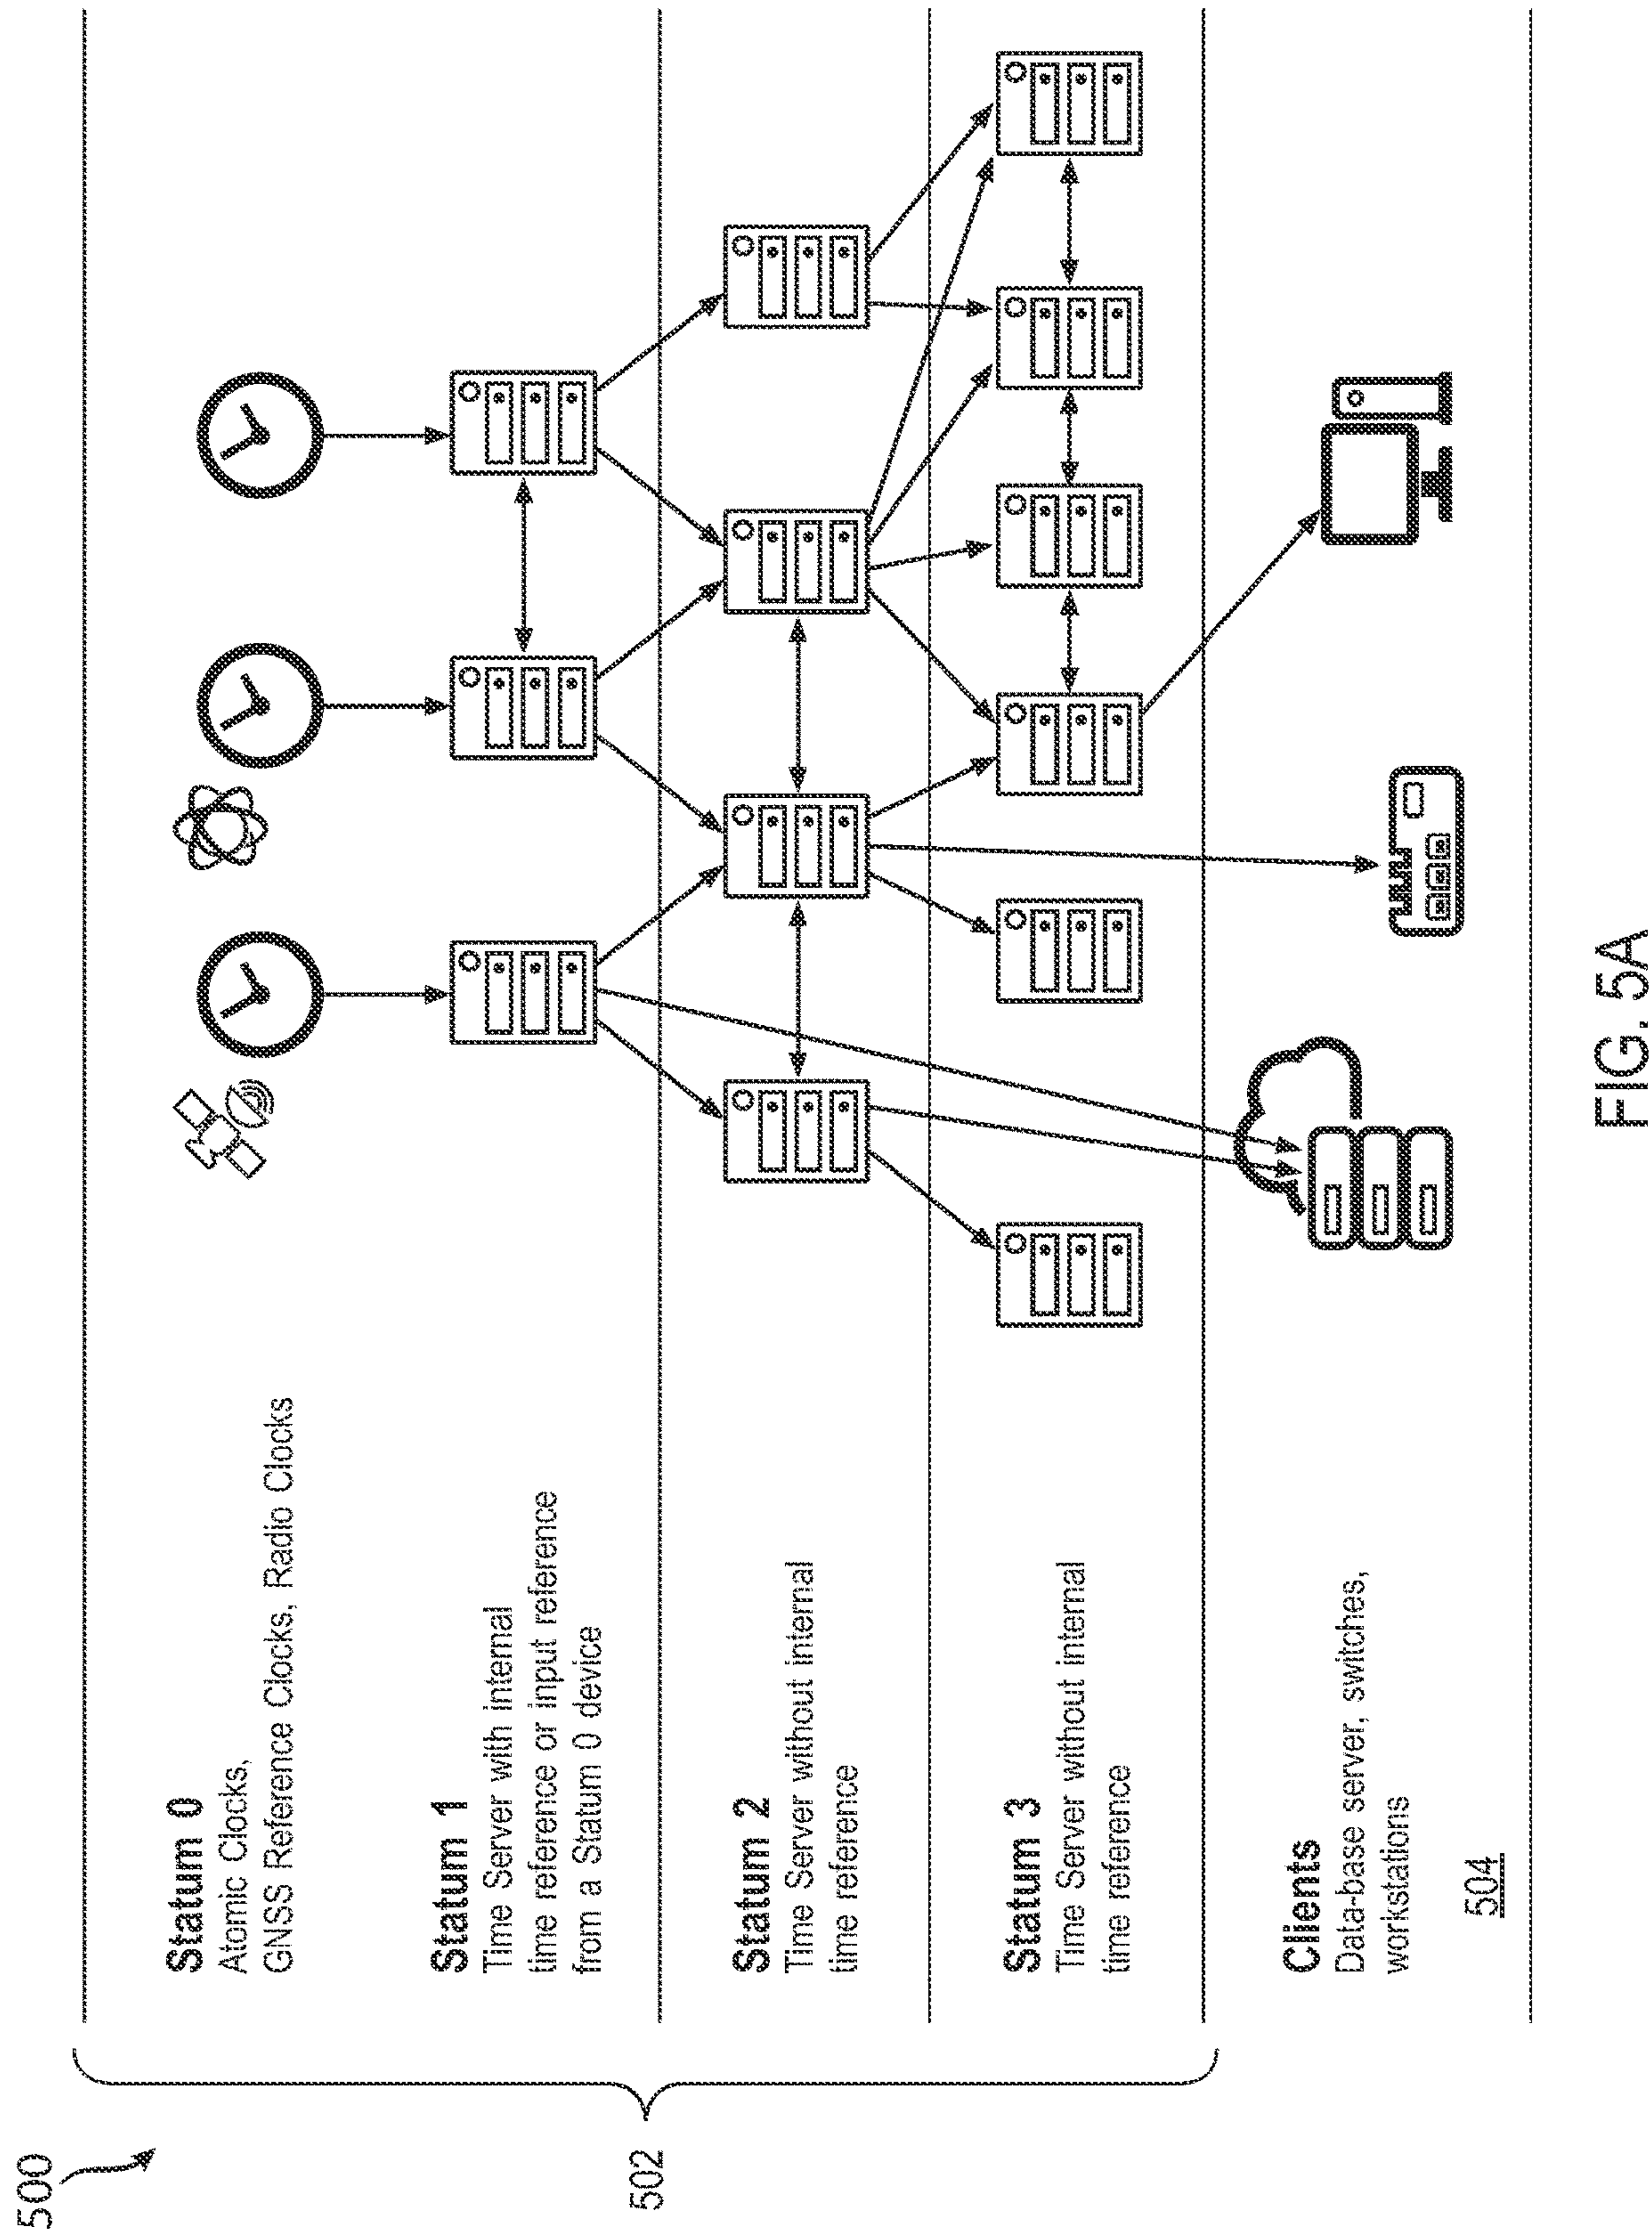 500
502
Statum 0
Atomic Clocks,
GNSS Reference Clocks, Radio Clocks
Statum 1
Time Server with internal
time reference or input reference
from a Statum 0 device
Statum 2
Time Server without internal
time reference
Statum 3
Time Server without internal
time reference
Clients
Data-base server, switches,
workstations
504
FIG. 5A